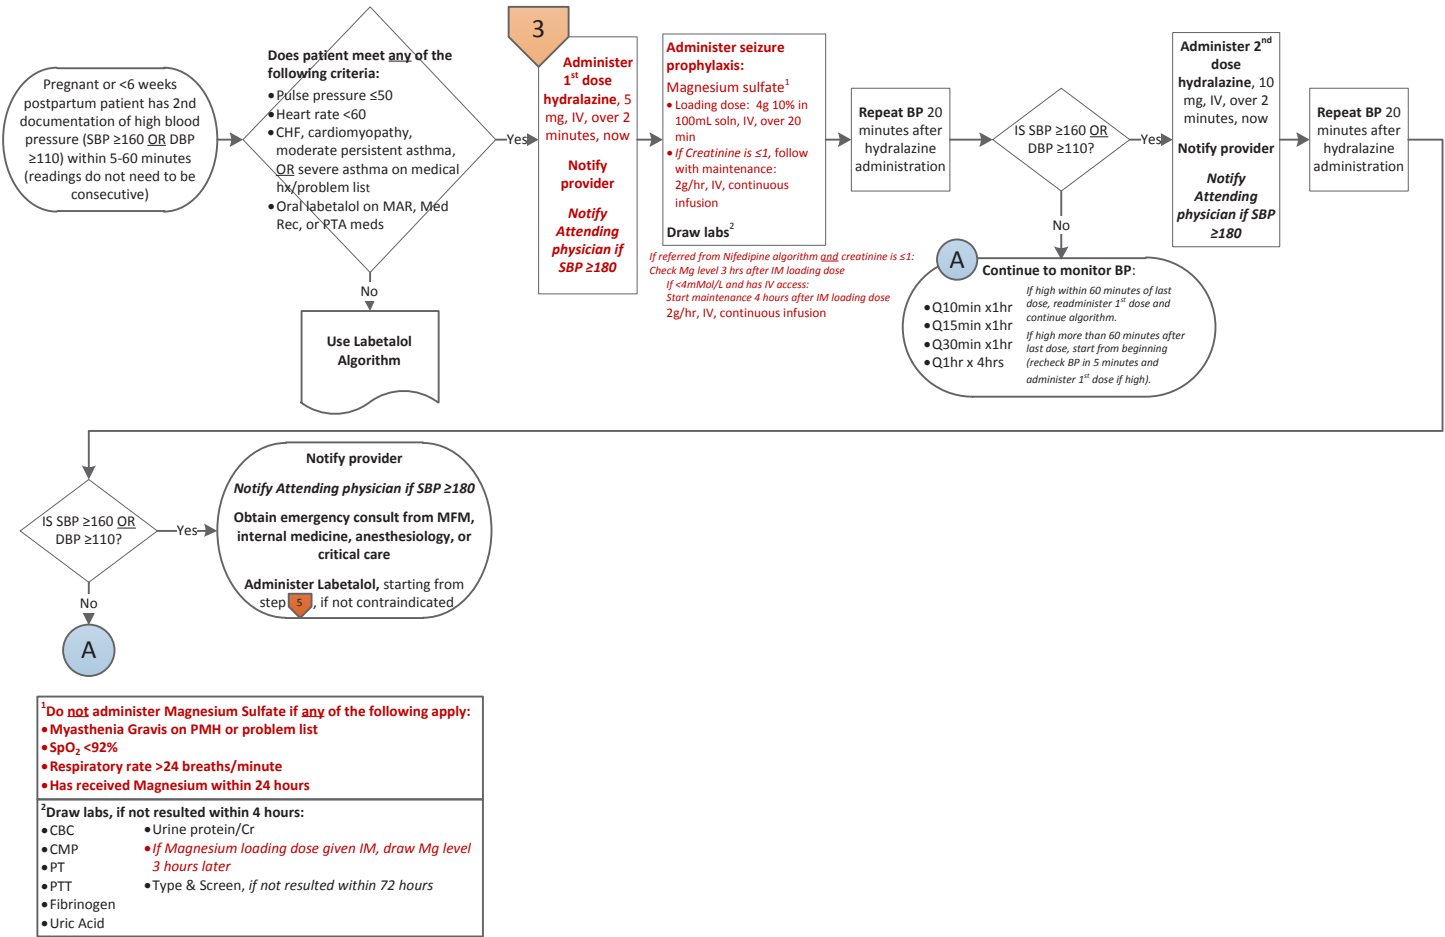 Pregnant or <6 weeks
postpartum patient has 2nd
documentation of high blood
pressure (SBP ≥160 OR DBP
≥110) within 5-60 minutes
(readings do not need to be
consecutive)
Does patient meet any of the
following criteria:
•Pulse pressure ≤50
•Heart rate <60
•CHF, cardiomyopathy,
moderate persistent asthma,
OR severe asthma on medical
hx/problem list
•Oral labetalol on MAR, Med
Rec, or PTA meds
No
Use Labetalol
Algorithm
Yes
3
Administer
1st dose
hydralazine, 5
mg, IV, over 2
minutes, now
Notify
provider
Notify
Attending
physician if
SBP ≥180
Administer seizure
prophylaxis:
Magnesium sulfate1
• Loading dose: 4g 10% in
100mL soln, IV, over 20
min
• If Creatinine is ≤1, follow
with maintenance:
2g/hr, IV, continuous
infusion
Draw labs2
If referred from Nifedipine algorithm and creatinine is ≤1:
Check Mg level 3 hrs after IM loading dose
If <4mMol/L and has IV access:
Start maintenance 4 hours after IM loading dose
2g/hr, IV, continuous infusion
Repeat BP 20
minutes after
hydralazine
administration
IS SBP ≥160 OR
DBP ≥110?
No
A
Continue to monitor BP:
•Q10min x1hr
•Q15min x1hr
•Q30min x1hr
•Q1hr x 4hrs
If high within 60 minutes of last
dose, readminister 1st dose and
continue algorithm.
If high more than 60 minutes after
last dose, start from beginning
(recheck BP in 5 minutes and
administer 1st dose if high).
Yes
Administer 2nd
dose
hydralazine, 10
mg, IV, over 2
minutes, now
Notify provider
Notify
Attending
physician if SBP
≥180
Repeat BP 20
minutes after
hydralazine
administration
IS SBP ≥160 OR
DBP ≥110?
Yes
Notify provider
Notify Attending physician if SBP ≥180
Obtain emergency consult from MFM,
internal medicine, anesthesiology, or
critical care
Administer Labetalol, starting from
step 5, if not contraindicated
No
A
1Do not administer Magnesium Sulfate if any of the following apply:
•Myasthenia Gravis on PMH or problem list
•SpO2 <92%
•Respiratory rate >24 breaths/minute
•Has received Magnesium within 24 hours
2Draw labs, if not resulted within 4 hours:
•CBC
•CMP
•PT
•PTT
•Fibrinogen
•Uric Acid
•Urine protein/Cr
•If Magnesium loading dose given IM, draw Mg level
3 hours later
•Type & Screen, if not resulted within 72 hours